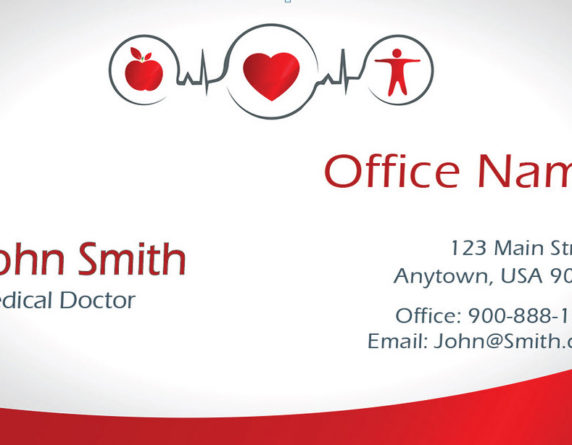 Office Nam
ohn Smith
edical Doctor
123 Main Str
Anytown, USA 90
Office: 900-888-1
Email: John@Smith.c